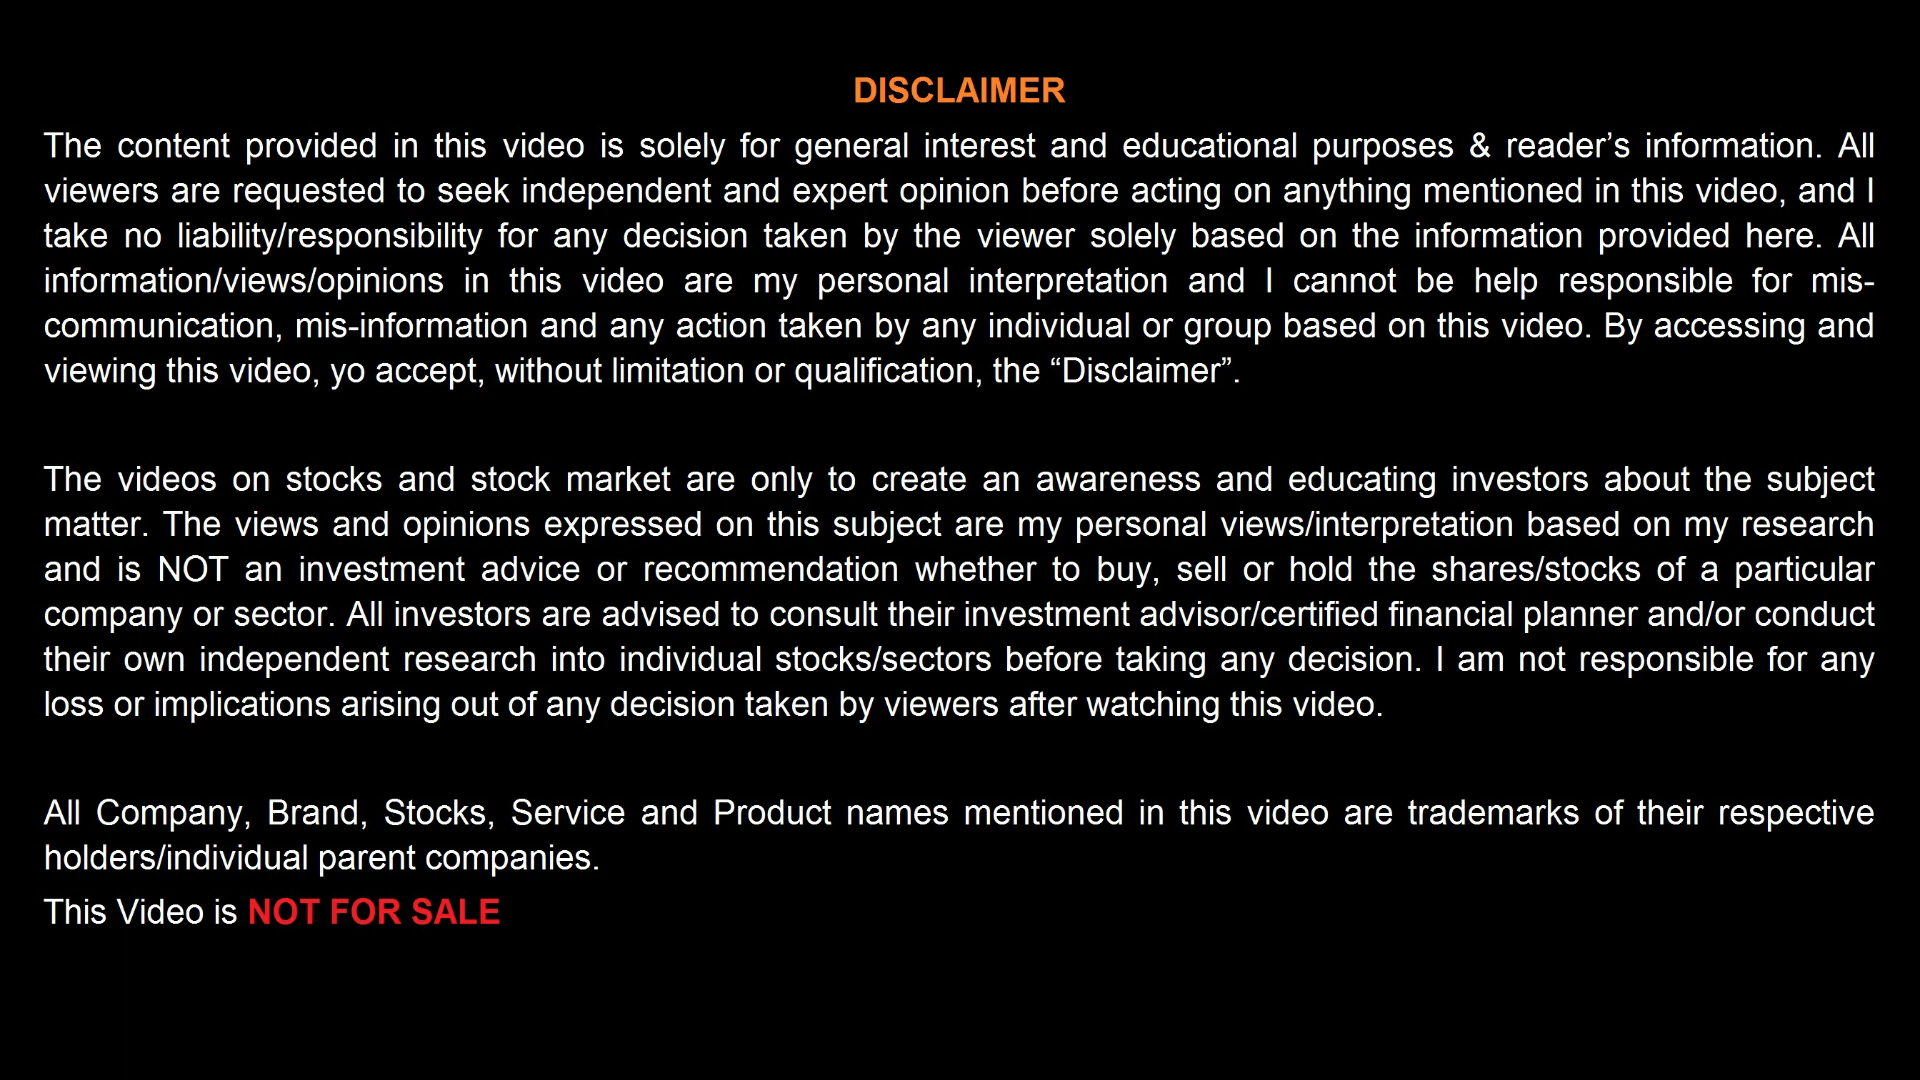 DISCLAIMER
The content provided in this video is solely for general interest and educational purposes & reader’s information. All
viewers are requested to seek independent and expert opinion before acting on anything mentioned in this video, and I
take no liability/responsibility for any decision taken by the viewer solely based on the information provided here. All
information/views/opinions in this video are my personal interpretation and I cannot be help responsible for mis-
communication, mis-information and any action taken by any individual or group based on this video. By accessing and
viewing this video, yo accept, without limitation or qualification, the “Disclaimer”.
The videos on stocks and stock market are only to create an awareness and educating investors about the subject
matter. The views and opinions expressed on this subject are my personal views/interpretation based on my research
and is NOT an investment advice or recommendation whether to buy, sell or hold the shares/stocks of a particular
company or sector. All investors are advised to consult their investment advisor/certified financial planner and/or conduct
their own independent research into individual stocks/sectors before taking any decision. I am not responsible for any
loss or implications arising out of any decision taken by viewers after watching this video.
All Company, Brand, Stocks, Service and Product names mentioned in this video are trademarks of their respective
holders/individual parent companies.
This Video is NOT FOR SALE